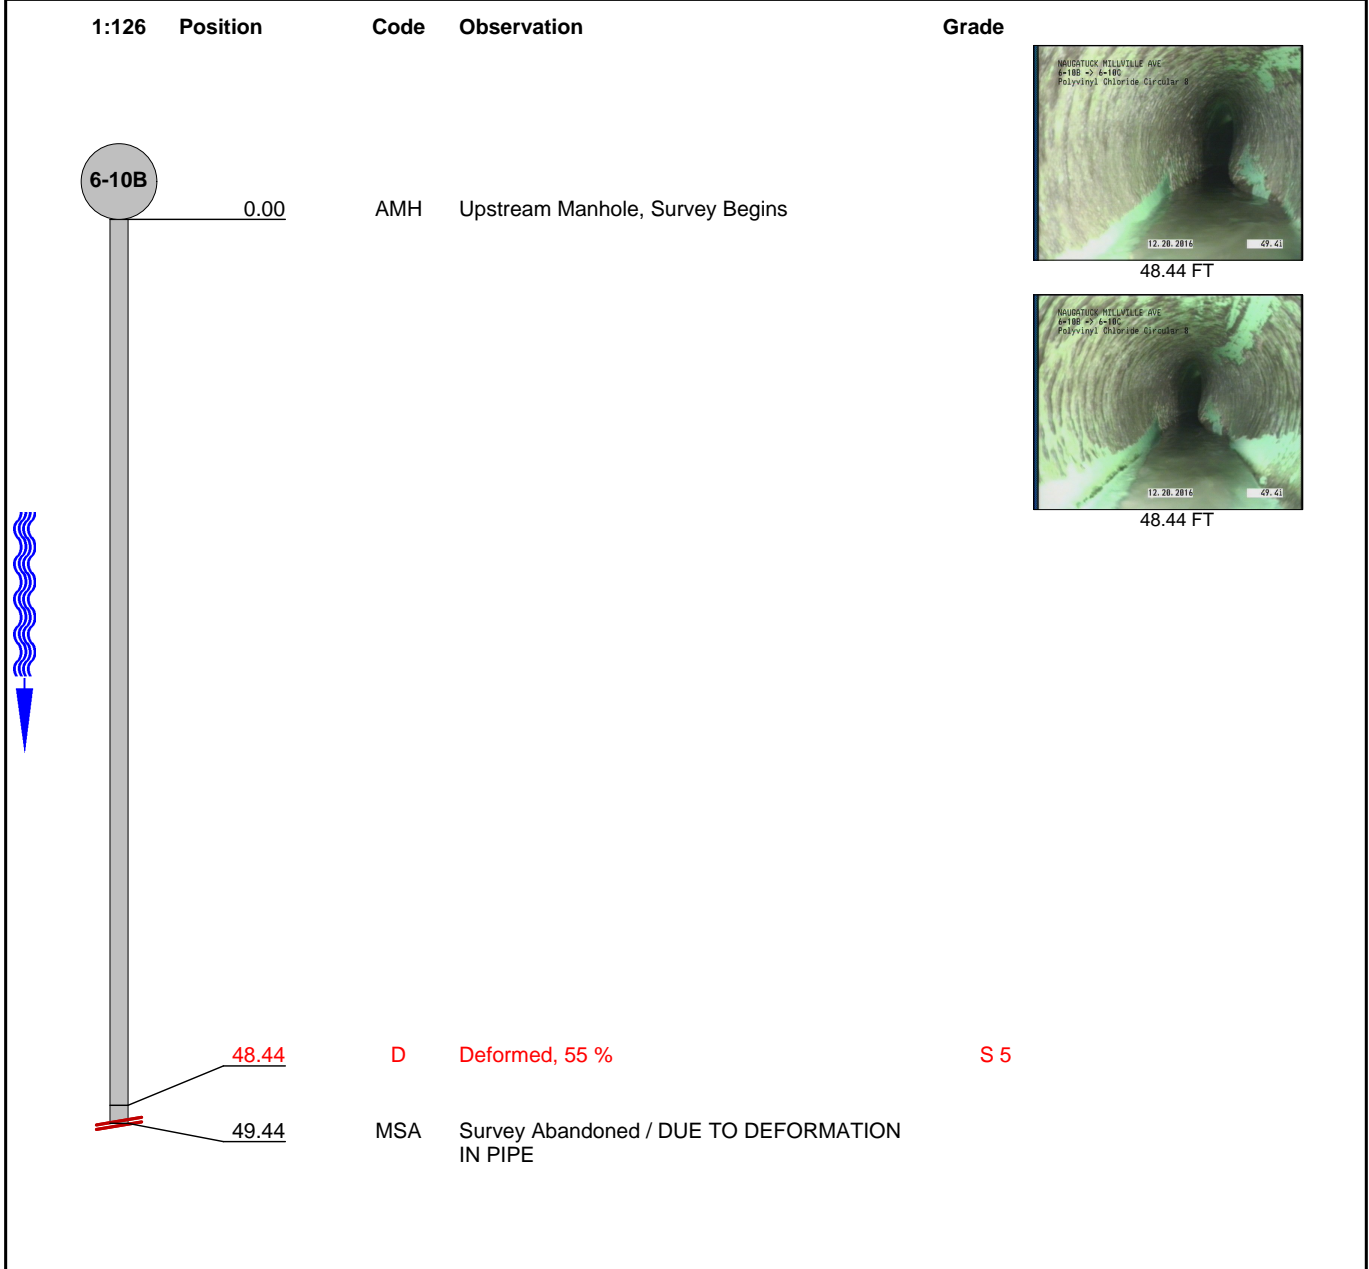 1:126 Position Code Observation Grade
NAUGATUCK MILLVILLE AVE
6-10B -> 6-10C
Polyvinyl Chloride Circular 8
12.20.2016 49.41
48.44 FT
6-10B
0.00 AMH Upstream Manhole, Survey Begins
NAUGATUCK MILLVILLE AVE
6-10B -> 6-10C
Polyvinyl Chloride Circular 8
12.20.2016 49.41
48.44 FT
48.44 D Deformed, 55 % S 5
49.44 MSA Survey Abandoned / DUE TO DEFORMATION
IN PIPE